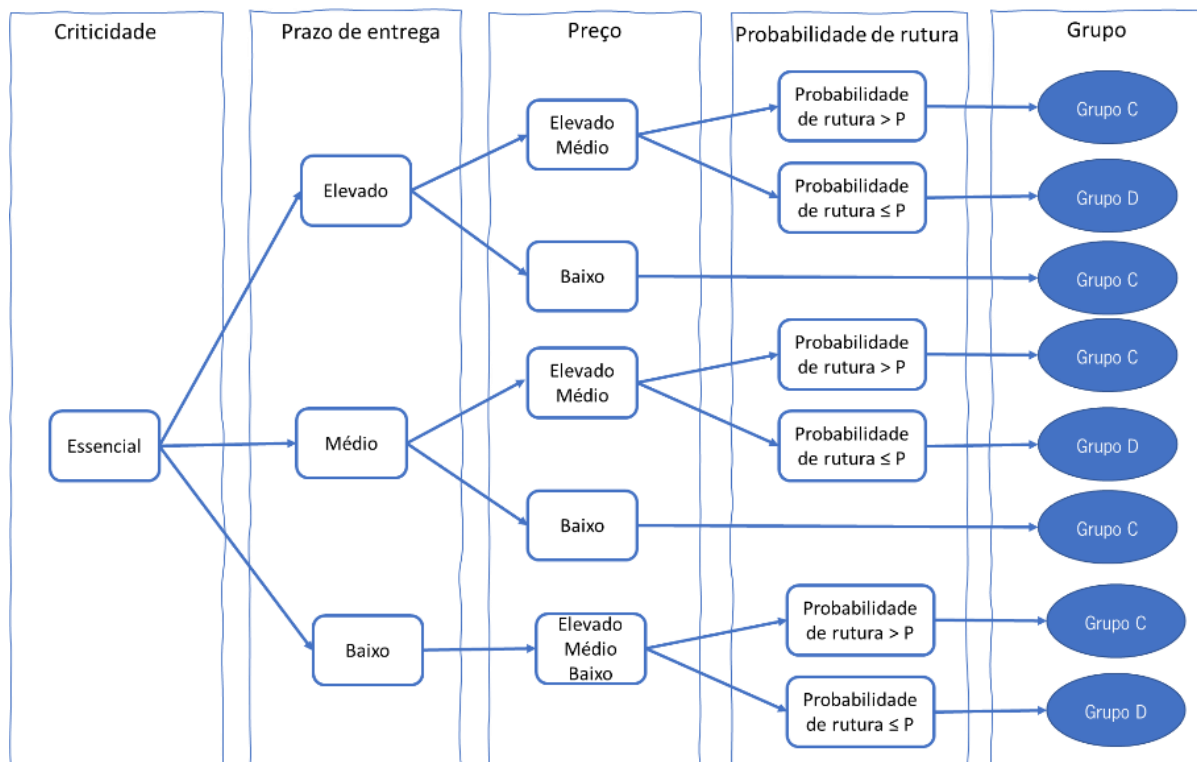 Criticidade
Prazo de entrega
Preço
Probabilidade de rutura
Grupo
Essencial
Elevado
Elevado
Médio
Probabilidade
de rutura > P
Grupo C
Probabilidade
de rutura ≤ P
Grupo D
Baixo
Grupo C
Médio
Elevado
Médio
Probabilidade
de rutura > P
Grupo C
Probabilidade
de rutura ≤ P
Grupo D
Baixo
Grupo C
Baixo
Elevado
Médio
Baixo
Probabilidade
de rutura > P
Grupo C
Probabilidade
de rutura ≤ P
Grupo D